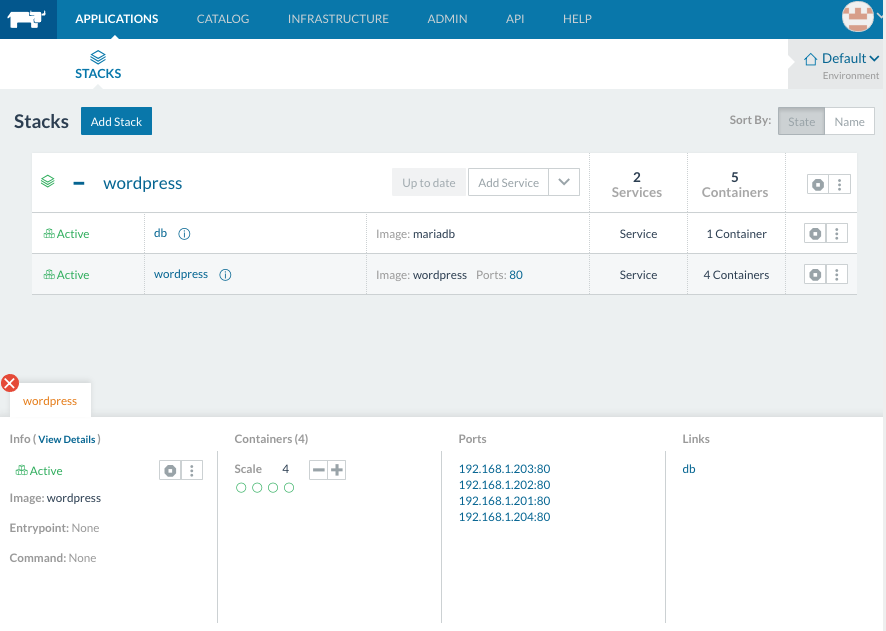 APPLICATIONS CATALOG INFRASTRUCTURE ADMIN API HELP
STACKS
Default
Environment
Stacks Add Stack Sort By: State Name
wordpress Up to date Add Service 2 Services 5 Containers
Active db Image: mariadb Service 1 Container
Active wordpress Image: wordpress Ports: 80 Service 4 Containers
wordpress
Info ( View Details ) Containers (4) Ports Links
Active Scale 4 192.168.1.203:80 db
192.168.1.202:80
Image: wordpress 192.168.1.201:80
192.168.1.204:80
Entrypoint: None
Command: None